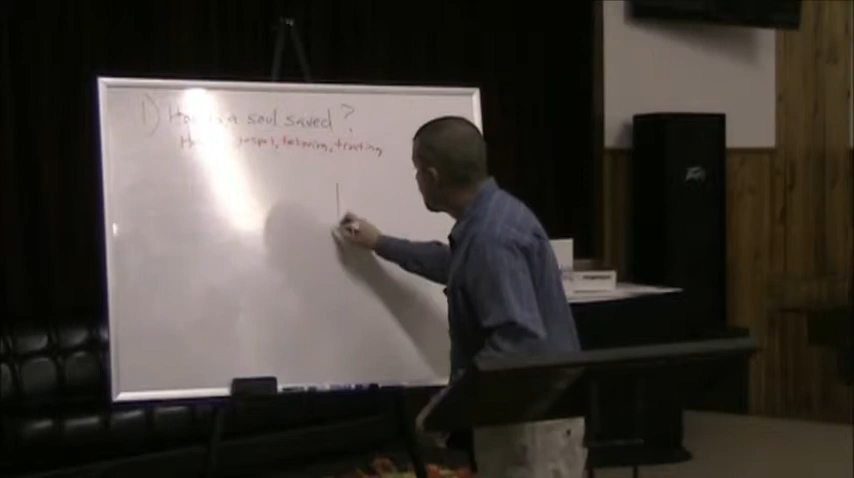 1) How is a soul saved?
gospel, believing, trusting